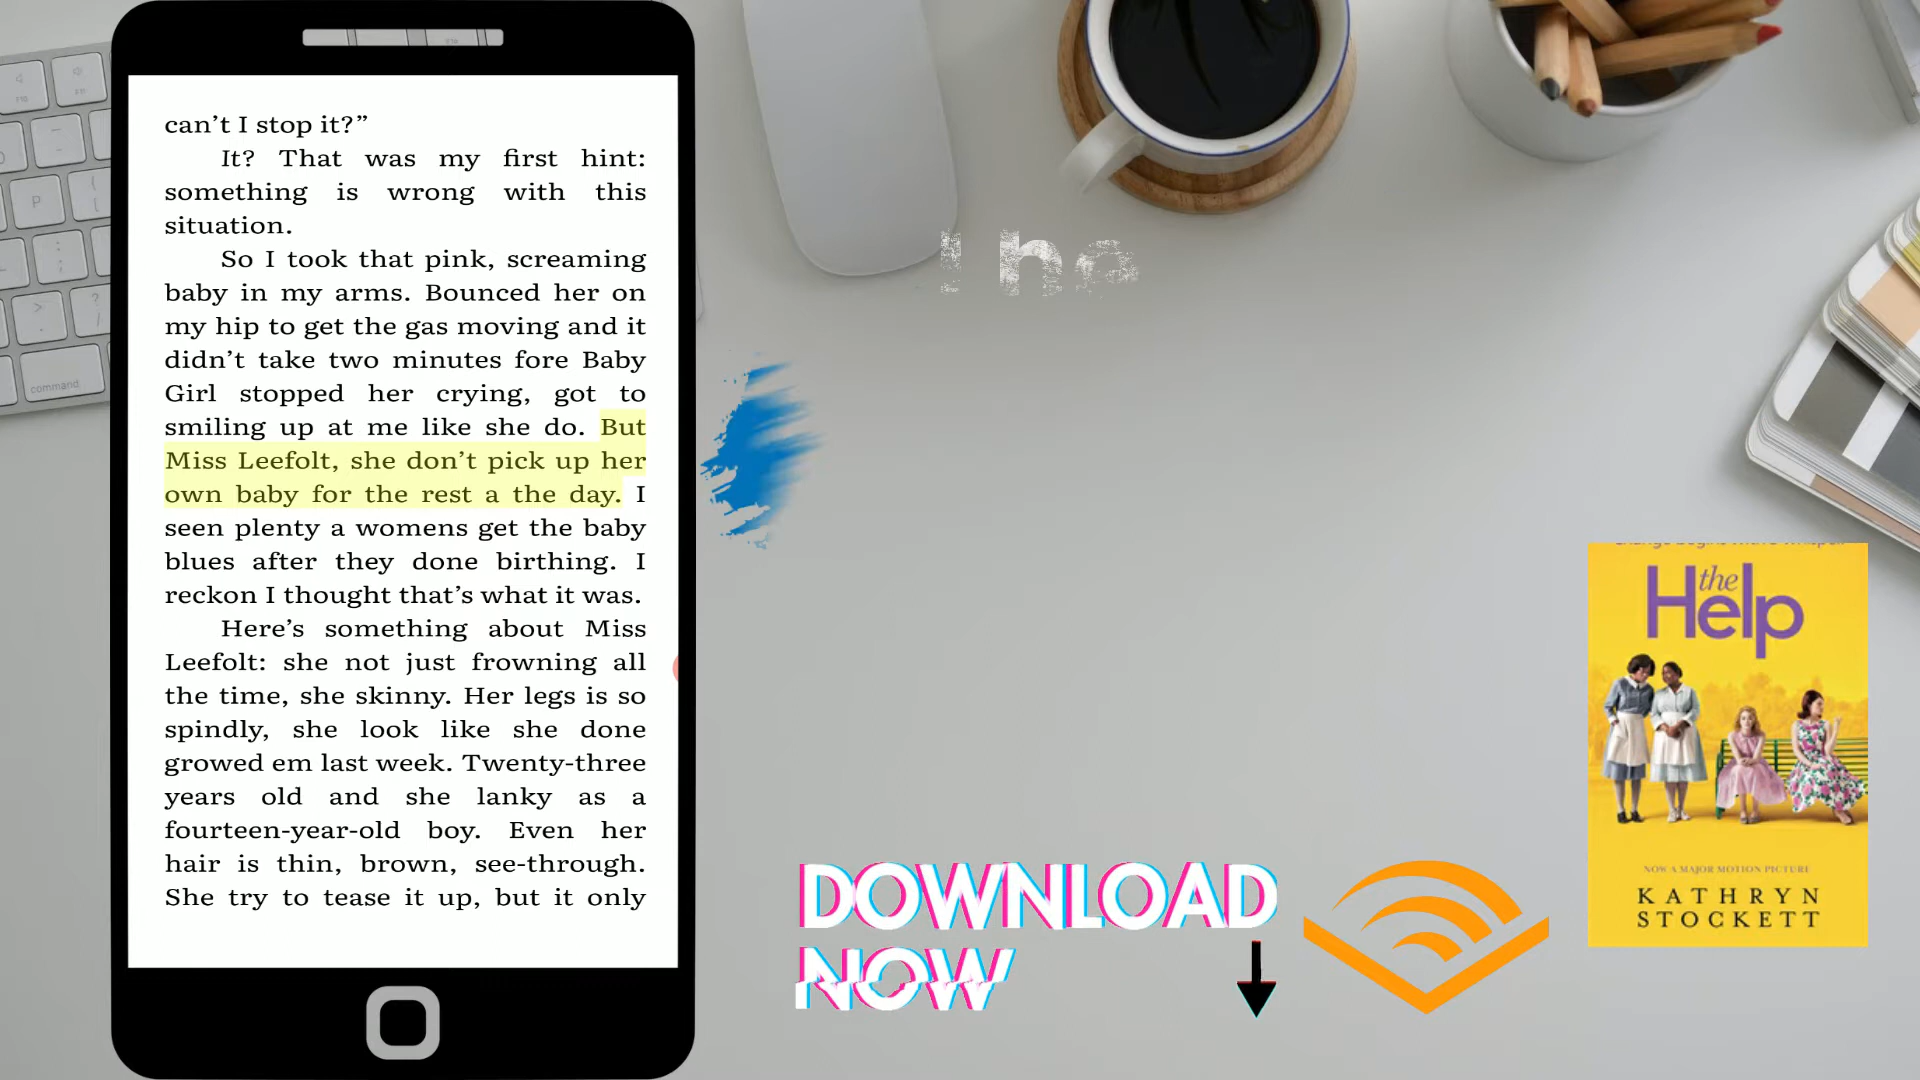 can’t I stop it?”
It? That was my first hint:
something is wrong with this
situation.
So I took that pink, screaming
baby in my arms. Bounced her on
my hip to get the gas moving and it
didn’t take two minutes fore Baby
Girl stopped her crying, got to
smiling up at me like she do. But
Miss Leefolt, she don’t pick up her
own baby for the rest a the day. I
seen plenty a womens get the baby
blues after they done birthing. I
reckon I thought that’s what it was.
Here’s something about Miss
Leefolt: she not just frowning all
the time, she skinny. Her legs is so
spindly, she look like she done
growed em last week. Twenty-three
years old and she lanky as a
fourteen-year-old boy. Even her
hair is thin, brown, see-through.
She try to tease it up, but it only
The
DOWNLOAD
NOW
the
Help
NOW A MAJOR MOTION PICTURE
KATHRYN
STOCKETT
command
P